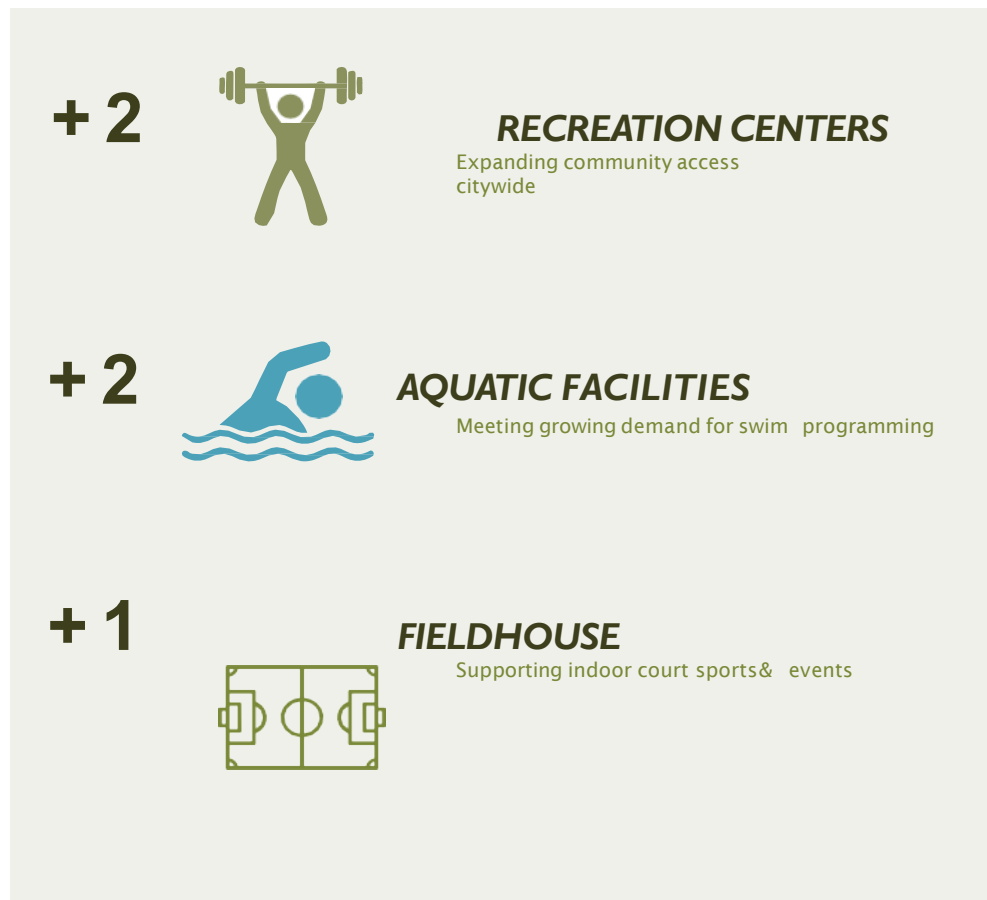 + 2
RECREATION CENTERS
Expanding community access
citywide
+ 2
AQUATIC FACILITIES
Meeting growing demand for swim programming
+ 1
FIELDHOUSE
Supporting indoor court sports& events